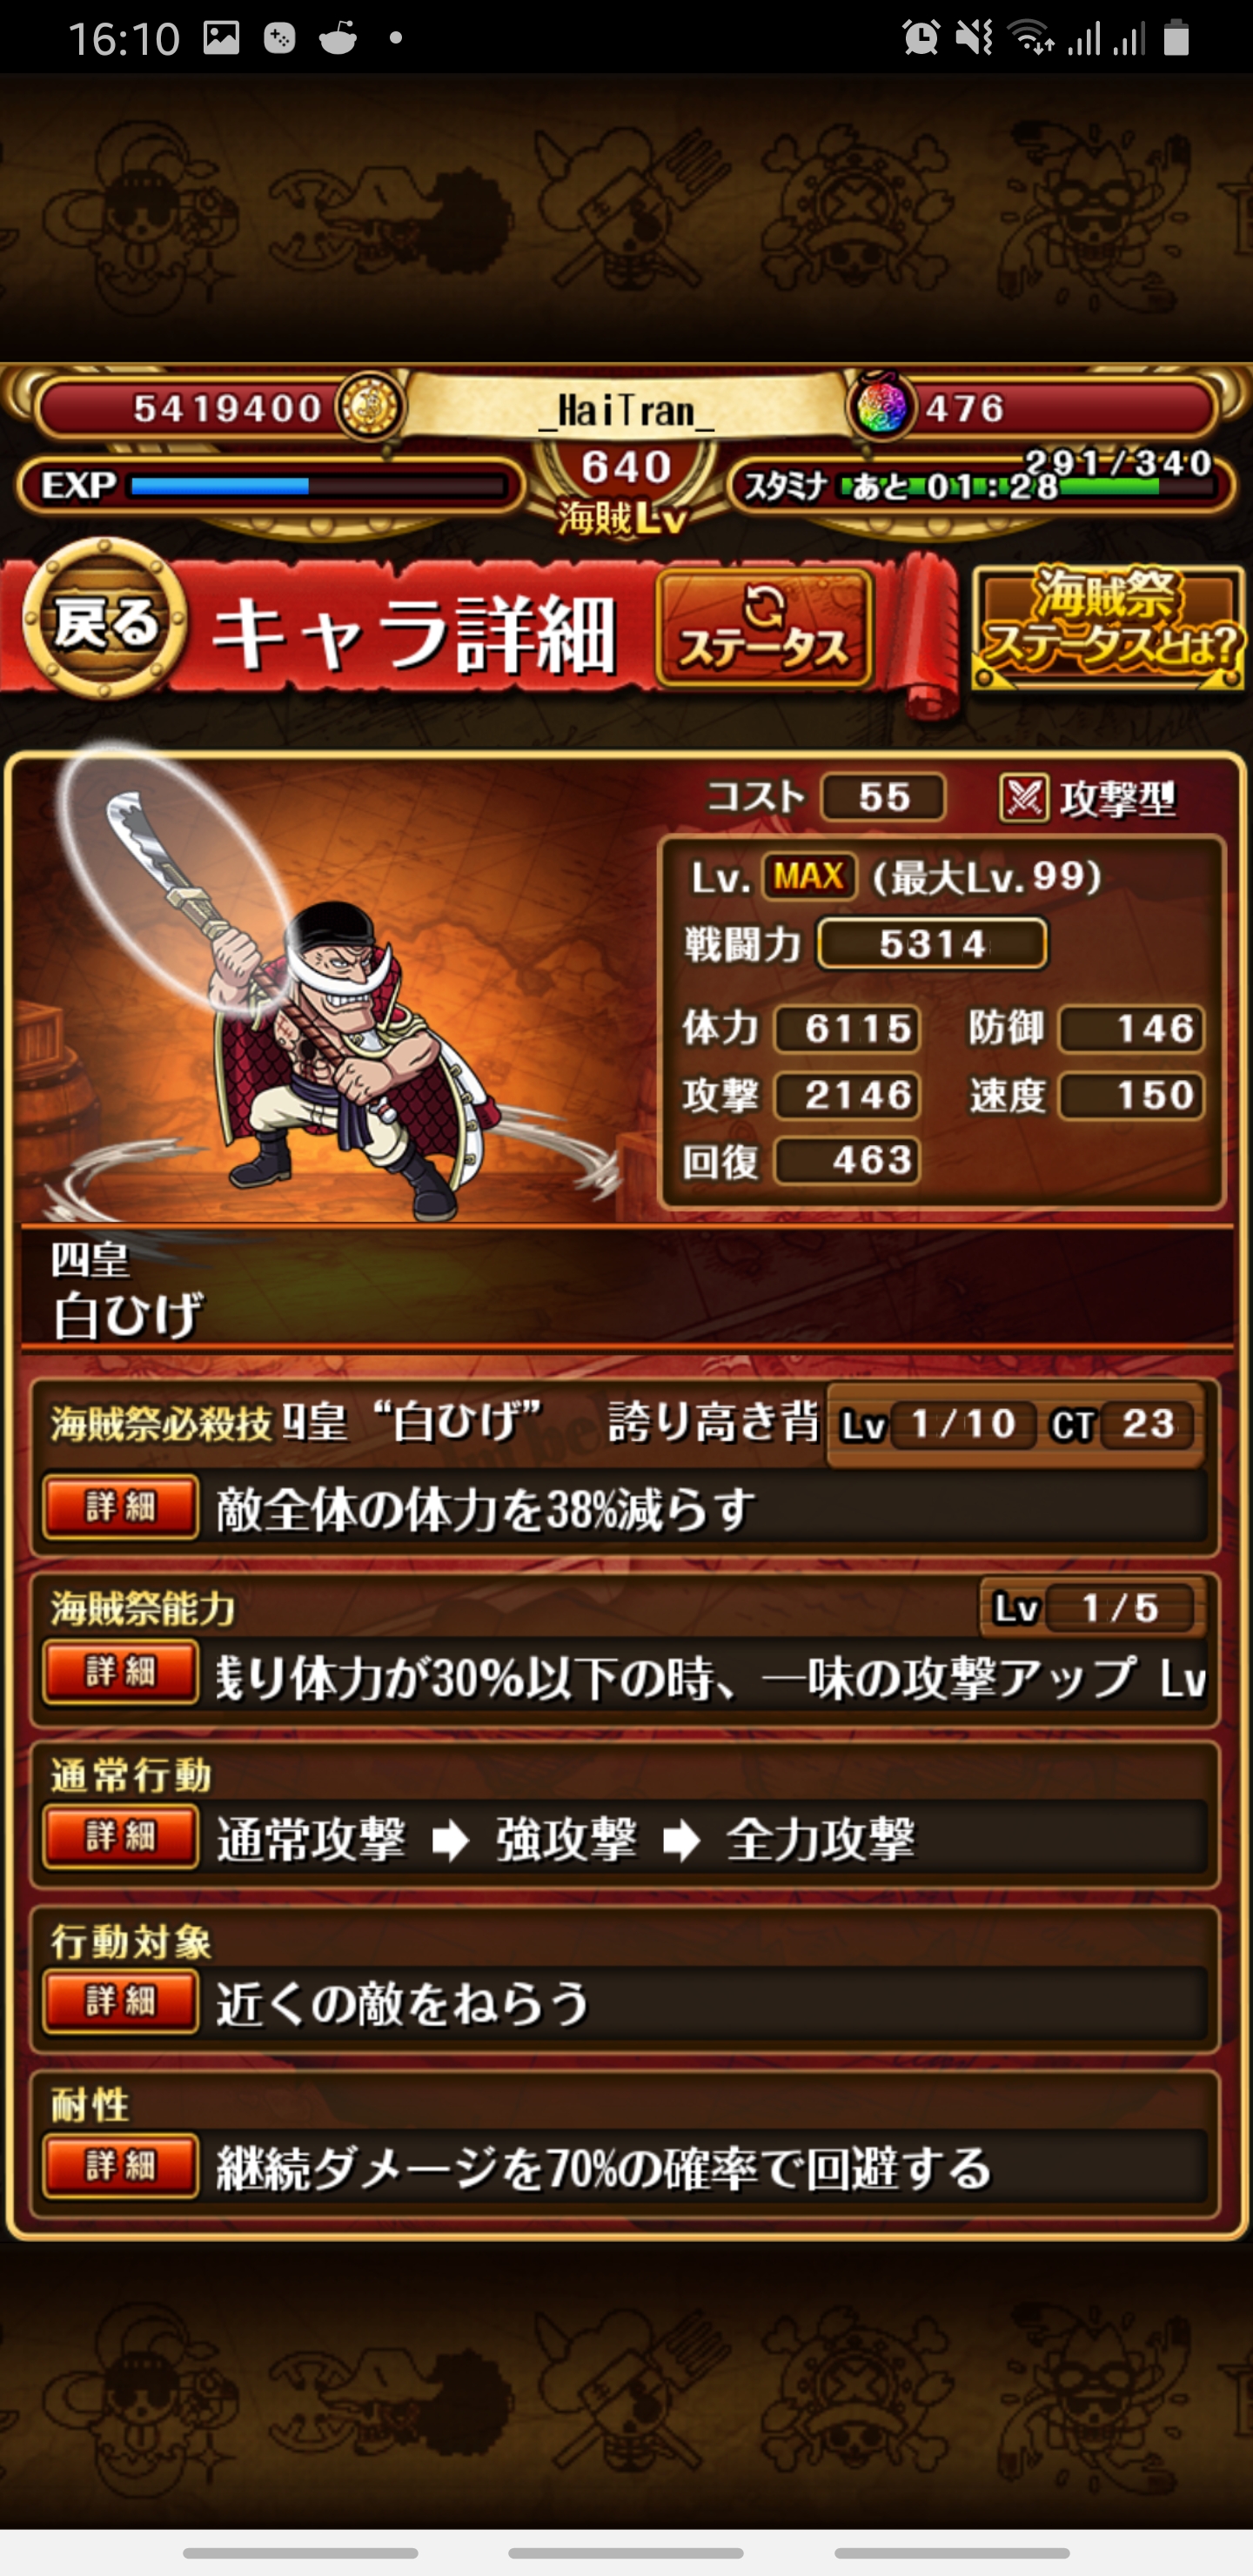 16:10
5419400
_HaiTran_
476
EXP
640
海賊Lv
スタミナ あと 01:28
291/340
戻る
キャラ詳細
ステータス
海賊祭
ステータスとは?
コスト 55 攻撃型
Lv. MAX (最大Lv.99)
戦闘力 5314
体力 6115 防御 146
攻撃 2146 速度 150
回復 463
四皇
白ひげ
海賊祭必殺技 皇 “白ひげ” 誇り高き背 Lv 1/10 CT 23
詳細 敵全体の体力を38%減らす
海賊祭能力 Lv 1/5
詳細 残り体力が30%以下の時、一味の攻撃アップ Lv
通常行動
詳細 通常攻撃 ➡ 強攻撃 ➡ 全力攻撃
行動対象
詳細 近くの敵をねらう
耐性
詳細 継続ダメージを70%の確率で回避する